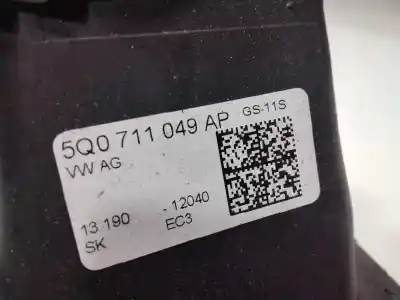 5Q0 711 049 AP GS-11S
VW AG
13 190 - 12040
SK EC3